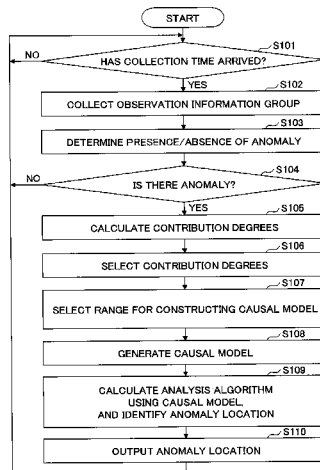 START
S101
NO
HAS COLLECTION TIME ARRIVED?
YES
S102
COLLECT OBSERVATION INFORMATION GROUP
S103
DETERMINE PRESENCE/ABSENCE OF ANOMALY
S104
NO
IS THERE ANOMALY?
YES
S105
CALCULATE CONTRIBUTION DEGREES
S106
SELECT CONTRIBUTION DEGREES
S107
SELECT RANGE FOR CONSTRUCTING CAUSAL MODEL
S108
GENERATE CAUSAL MODEL
S109
CALCULATE ANALYSIS ALGORITHM
USING CAUSAL MODEL,
AND IDENTIFY ANOMALY LOCATION
S110
OUTPUT ANOMALY LOCATION